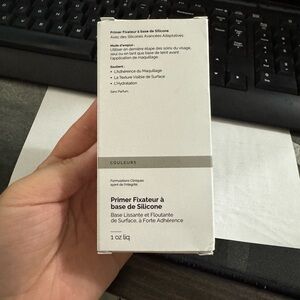 Primer Fixateur à base de Silicone
Avec des Silicones Avancées Adaptatives
Mode d'emploi :
Utiliser en dernière étape des soins du visage,
seul ou en tant que base de teint avant
l'application de maquillage.
Soutient :
• L'Adhérence du Maquillage
• La Texture Visible de Surface
• L'Hydratation
Sans Parfum.
COULEURS
Formulations Cliniques
avec Intégrité.
Primer Fixateur à
base de Silicone
Base Lissante et Floutante
de Surface, à Forte Adhérence
1 oz liq